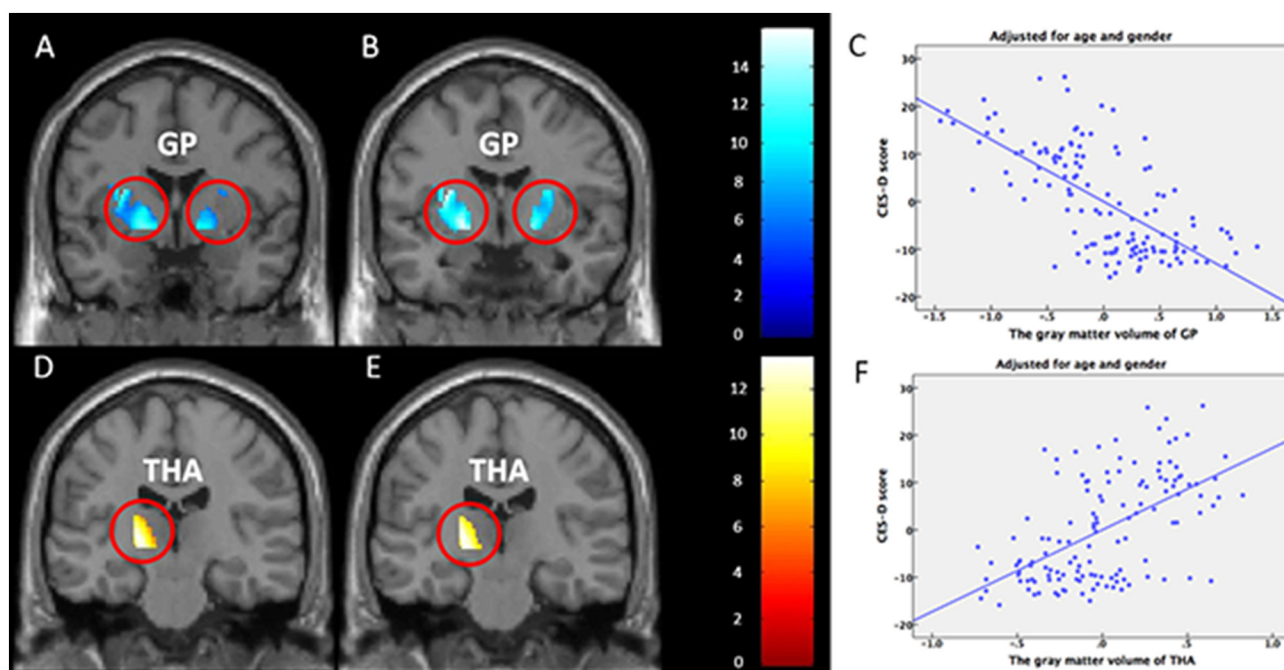 A
GP
B
GP
14
12
10
8
6
4
2
0
C
Adjusted for age and gender
CES-D score
30
20
10
0
-10
-20
-1.5
-1.0
-.5
.0
.5
1.0
1.5
The gray matter volume of GP
D
THA
E
THA
12
10
8
6
4
2
0
F
Adjusted for age and gender
CES-D score
30
20
10
0
-10
-20
-1.0
-.5
.0
.5
1.0
The gray matter volume of THA